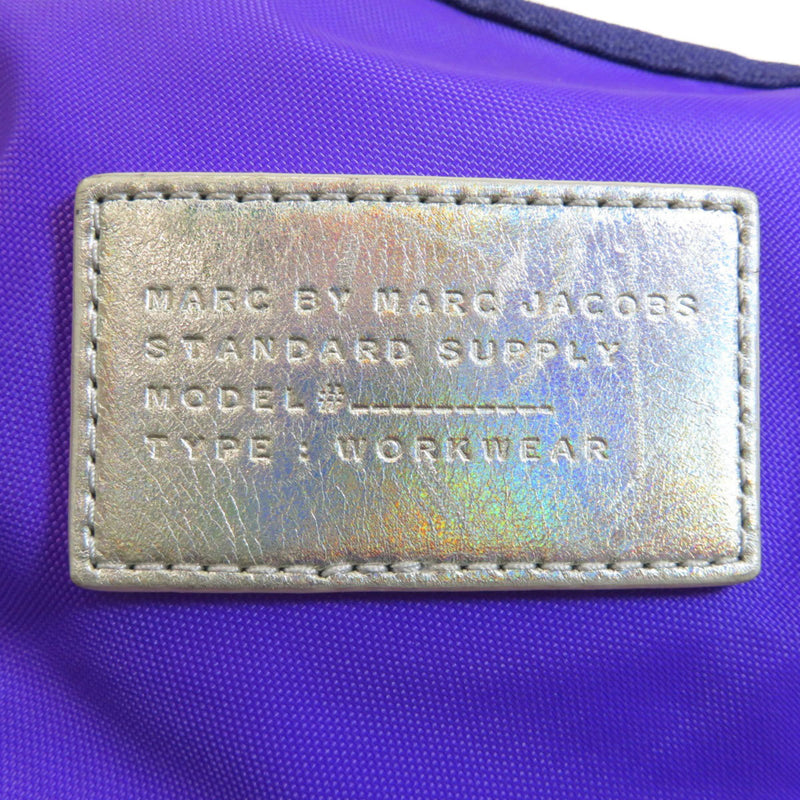 MARC BY MARC JACOBS
STANDARD SUPPLY
MODEL #__________
TYPE : WORKWEAR